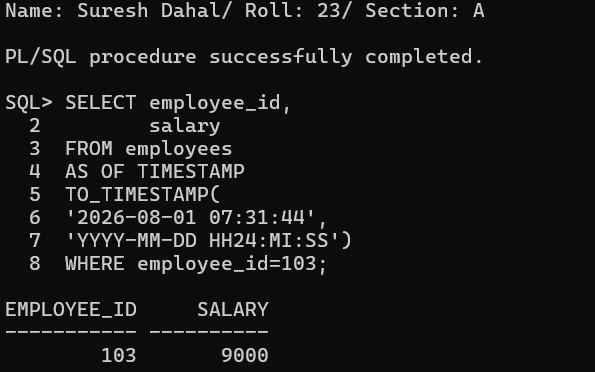 Name: Suresh Dahal/ Roll: 23/ Section: A
PL/SQL procedure successfully completed.
SQL> SELECT employee_id,
  2         salary
  3  FROM employees
  4  AS OF TIMESTAMP
  5  TO_TIMESTAMP(
  6  '2026-08-01 07:31:44',
  7  'YYYY-MM-DD HH24:MI:SS')
  8  WHERE employee_id=103;
EMPLOYEE_ID     SALARY
----------- ----------
        103       9000